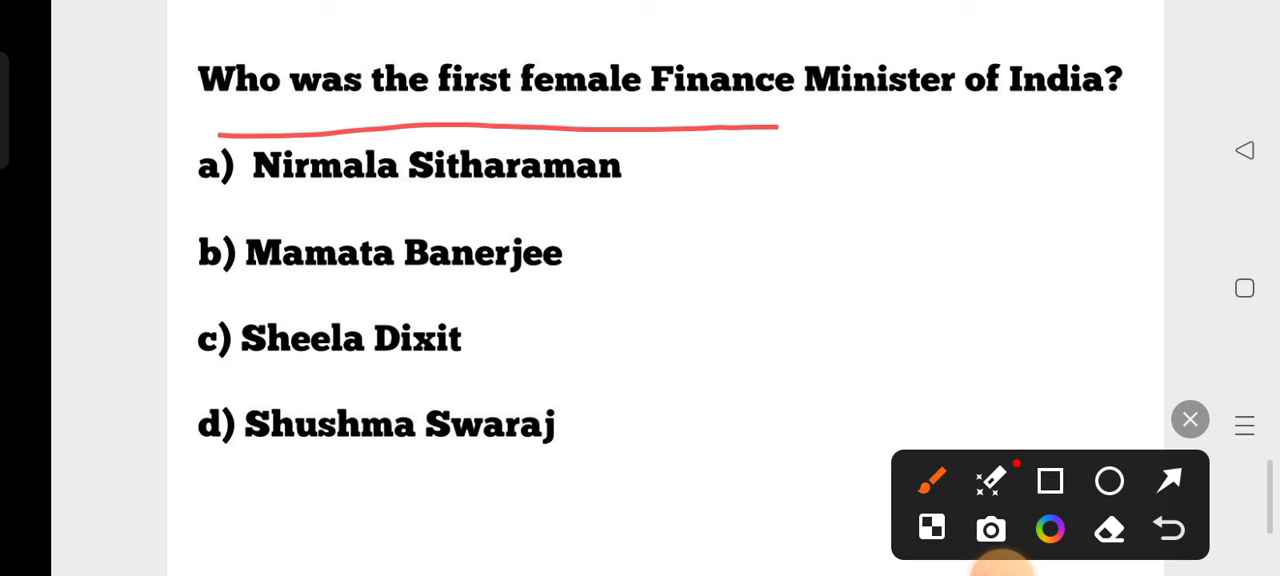 Who was the first female Finance Minister of India?
a) Nirmala Sitharaman
b) Mamata Banerjee
c) Sheela Dixit
d) Shushma Swaraj